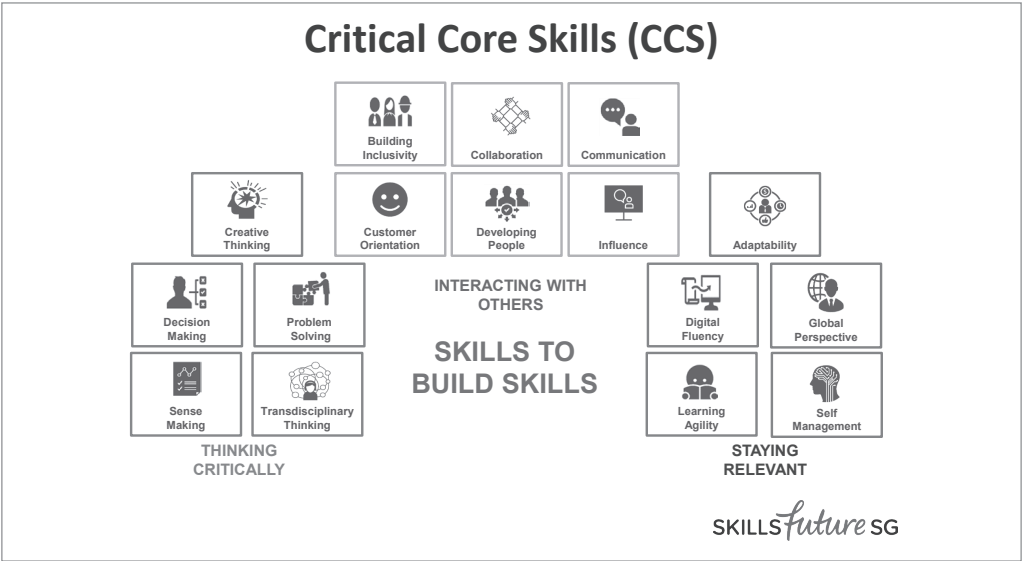 Critical Core Skills (CCS)
Building
Inclusivity
Collaboration
Communication
Creative
Thinking
Customer
Orientation
Developing
People
Influence
Adaptability
Decision
Making
Problem
Solving
INTERACTING WITH
OTHERS
Digital
Fluency
Global
Perspective
SKILLS TO
BUILD SKILLS
Sense
Making
Transdisciplinary
Thinking
Learning
Agility
Self
Management
THINKING
CRITICALLY
STAYING
RELEVANT
SKILLS future SG